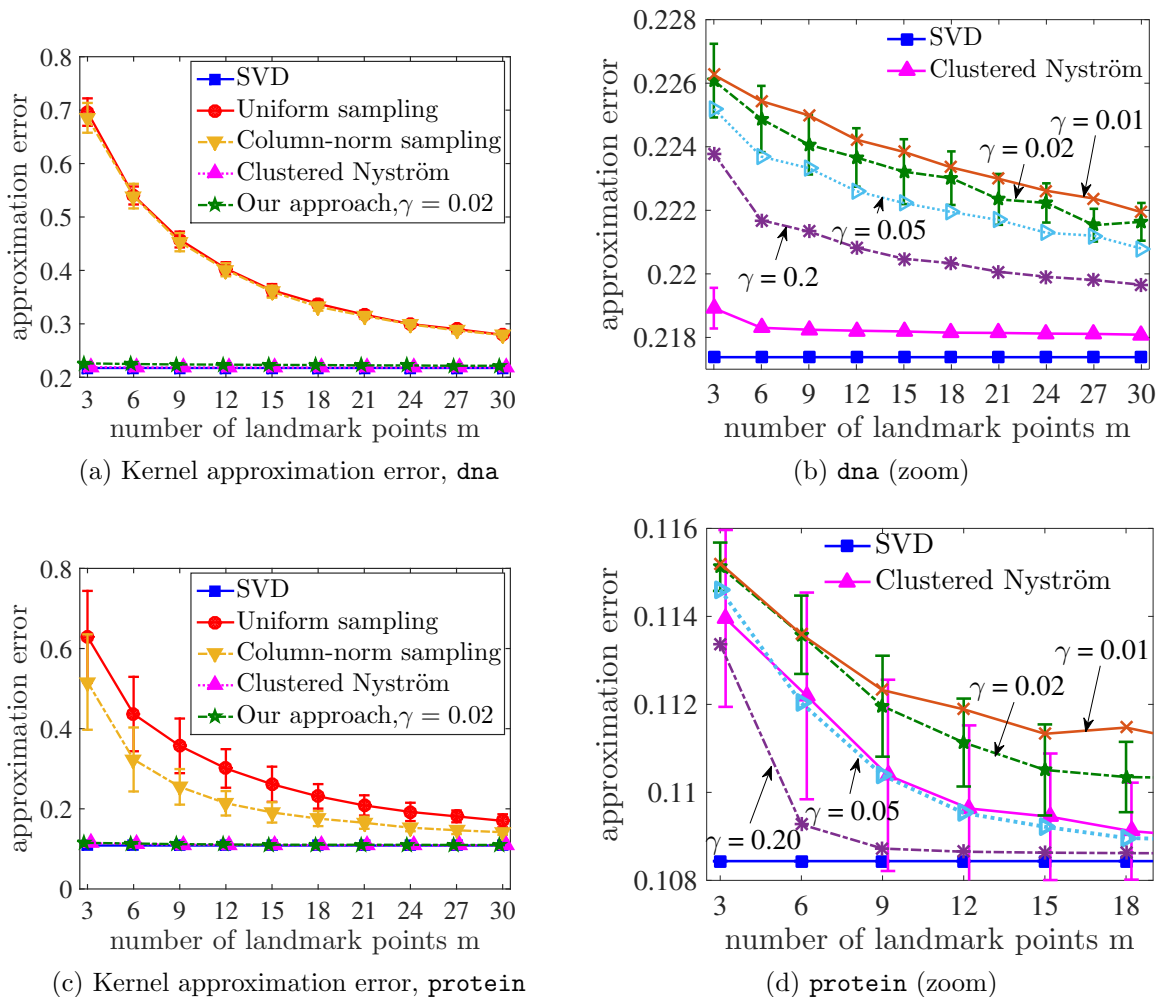 0.8
0.7
0.6
0.5
0.4
0.3
0.2
approximation error
SVD
Uniform sampling
Column-norm sampling
Clustered Nyström
Our approach,γ = 0.02
3 6 9 12 15 18 21 24 27 30
number of landmark points m
(a) Kernel approximation error, dna
0.228
0.226
0.224
0.222
0.22
0.218
approximation error
SVD
Clustered Nyström
γ = 0.01
γ = 0.02
γ = 0.05
γ = 0.2
3 6 9 12 15 18 21 24 27 30
number of landmark points m
(b) dna (zoom)
0.8
0.6
0.4
0.2
0
approximation error
SVD
Uniform sampling
Column-norm sampling
Clustered Nyström
Our approach,γ = 0.02
3 6 9 12 15 18 21 24 27 30
number of landmark points m
(c) Kernel approximation error, protein
0.116
0.114
0.112
0.11
0.108
approximation error
SVD
Clustered Nyström
γ = 0.01
γ = 0.02
γ = 0.05
γ = 0.20
3 6 9 12 15 18
number of landmark points m
(d) protein (zoom)